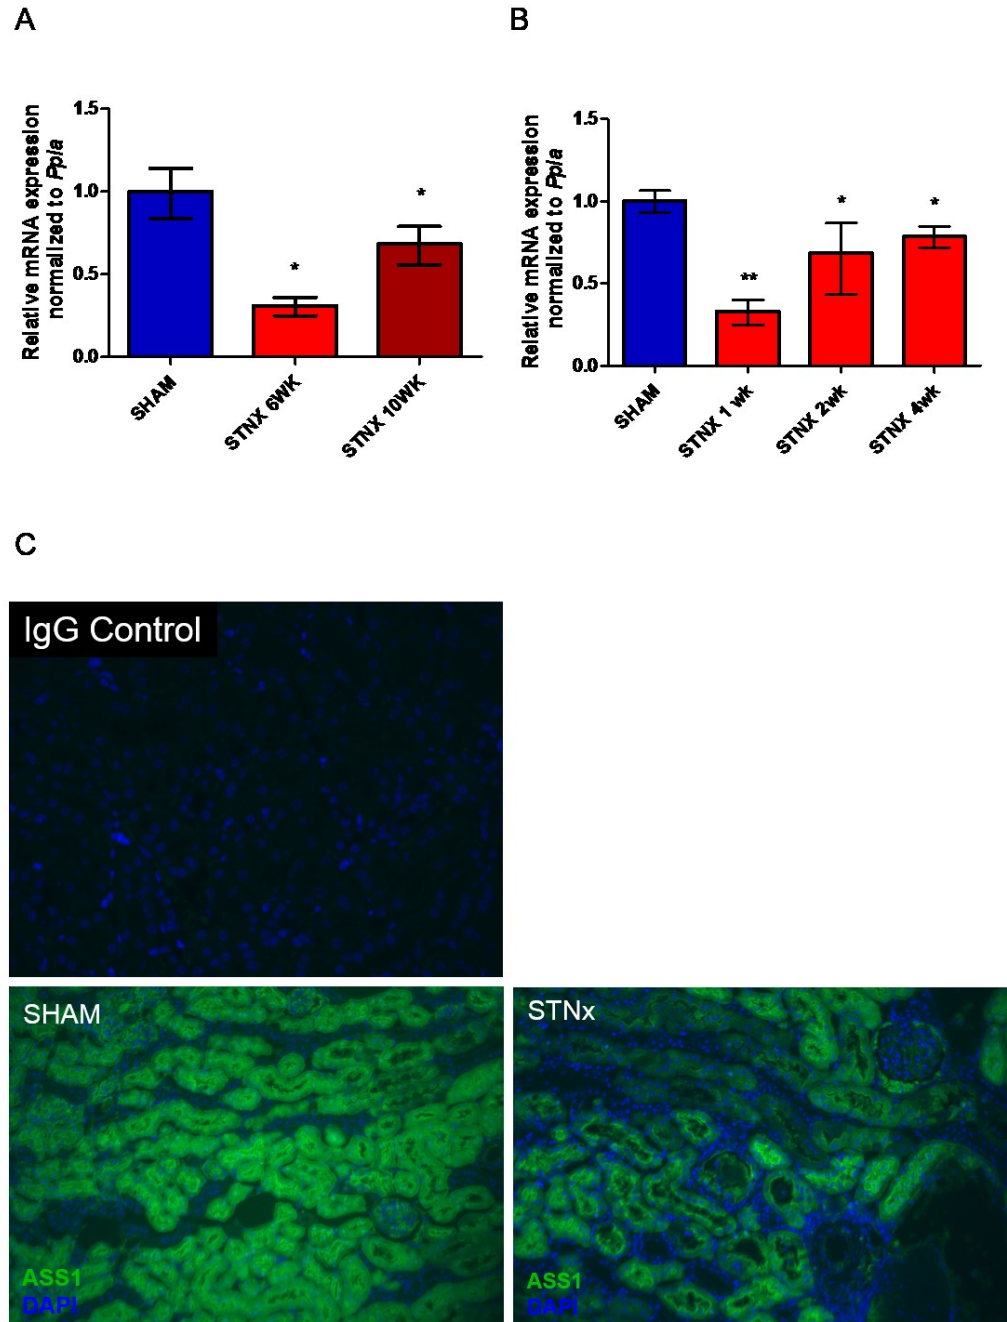 A
Relative mRNA expression
normalized to Ppia
1.5
1.0
0.5
0.0
*
*
SHAM
STNX 6WK
STNX 10WK
B
Relative mRNA expression
normalized to Ppia
1.5
1.0
0.5
0.0
**
*
*
SHAM
STNX 1 wk
STNX 2wk
STNX 4wk
C
IgG Control
SHAM
ASS1
DAPI
STNx
ASS1
DAPI